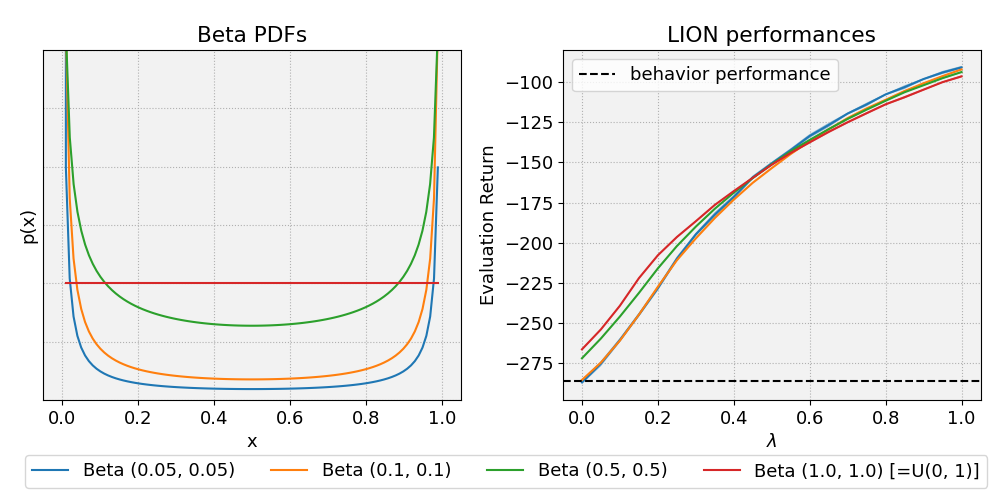 Beta PDFs
p(x)
0.0 0.2 0.4 0.6 0.8 1.0
x
LION performances
behavior performance
Evaluation Return
−100
−125
−150
−175
−200
−225
−250
−275
0.0 0.2 0.4 0.6 0.8 1.0
λ
Beta (0.05, 0.05) Beta (0.1, 0.1) Beta (0.5, 0.5) Beta (1.0, 1.0) [=U(0, 1)]